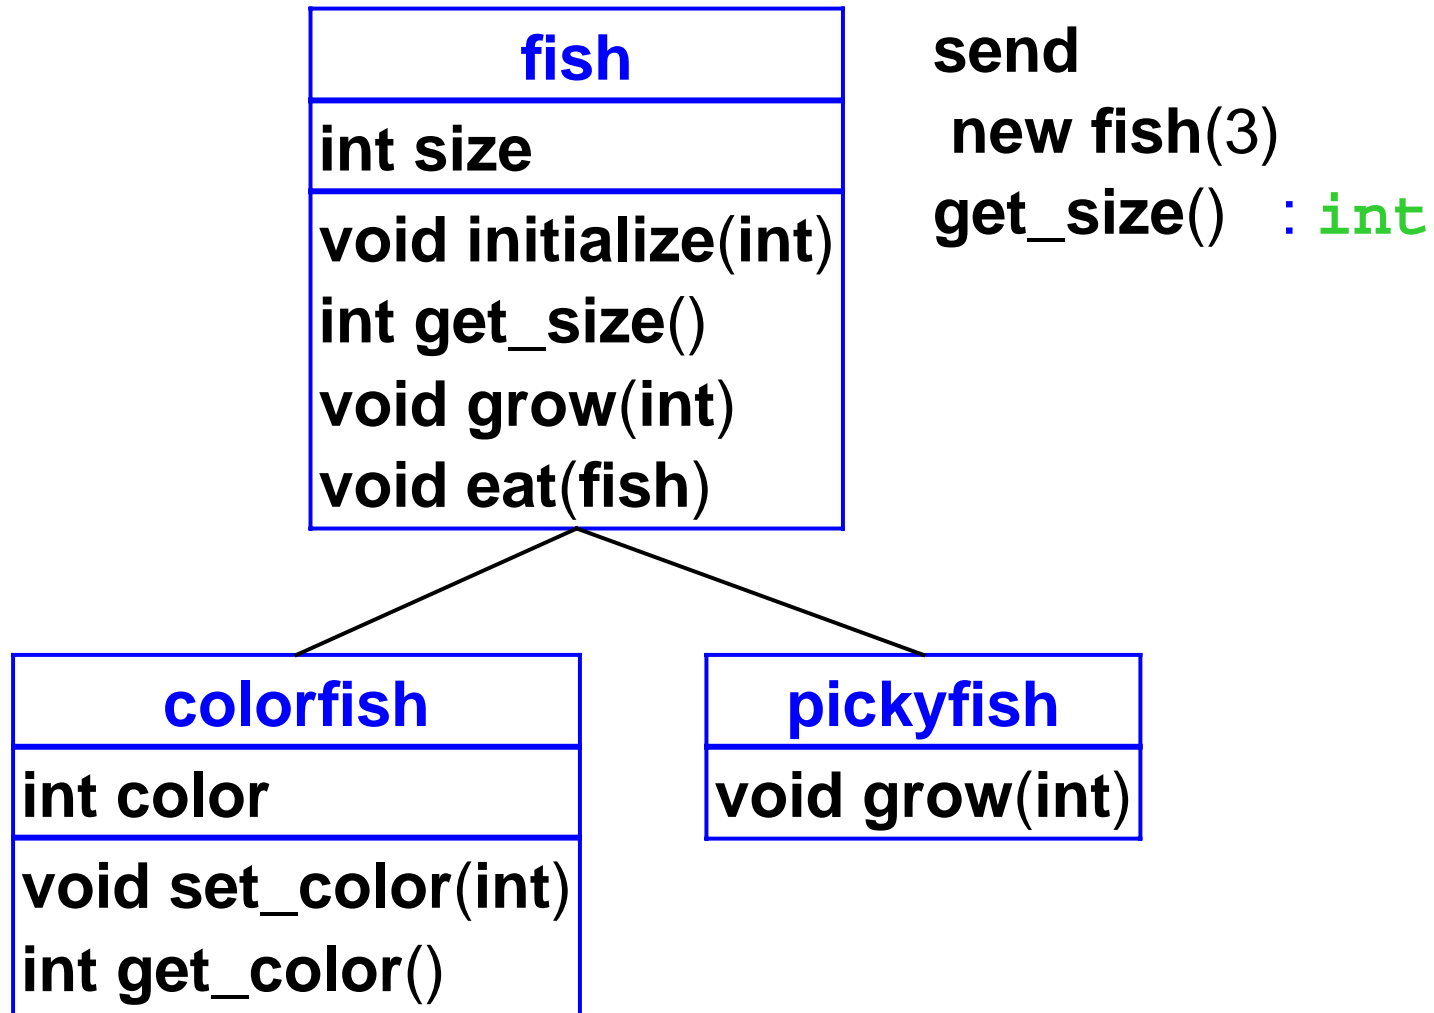 fish
int size
void initialize(int)
int get_size()
void grow(int)
void eat(fish)
send
new fish(3)
get_size() : int
colorfish
int color
void set_color(int)
int get_color()
pickyfish
void grow(int)